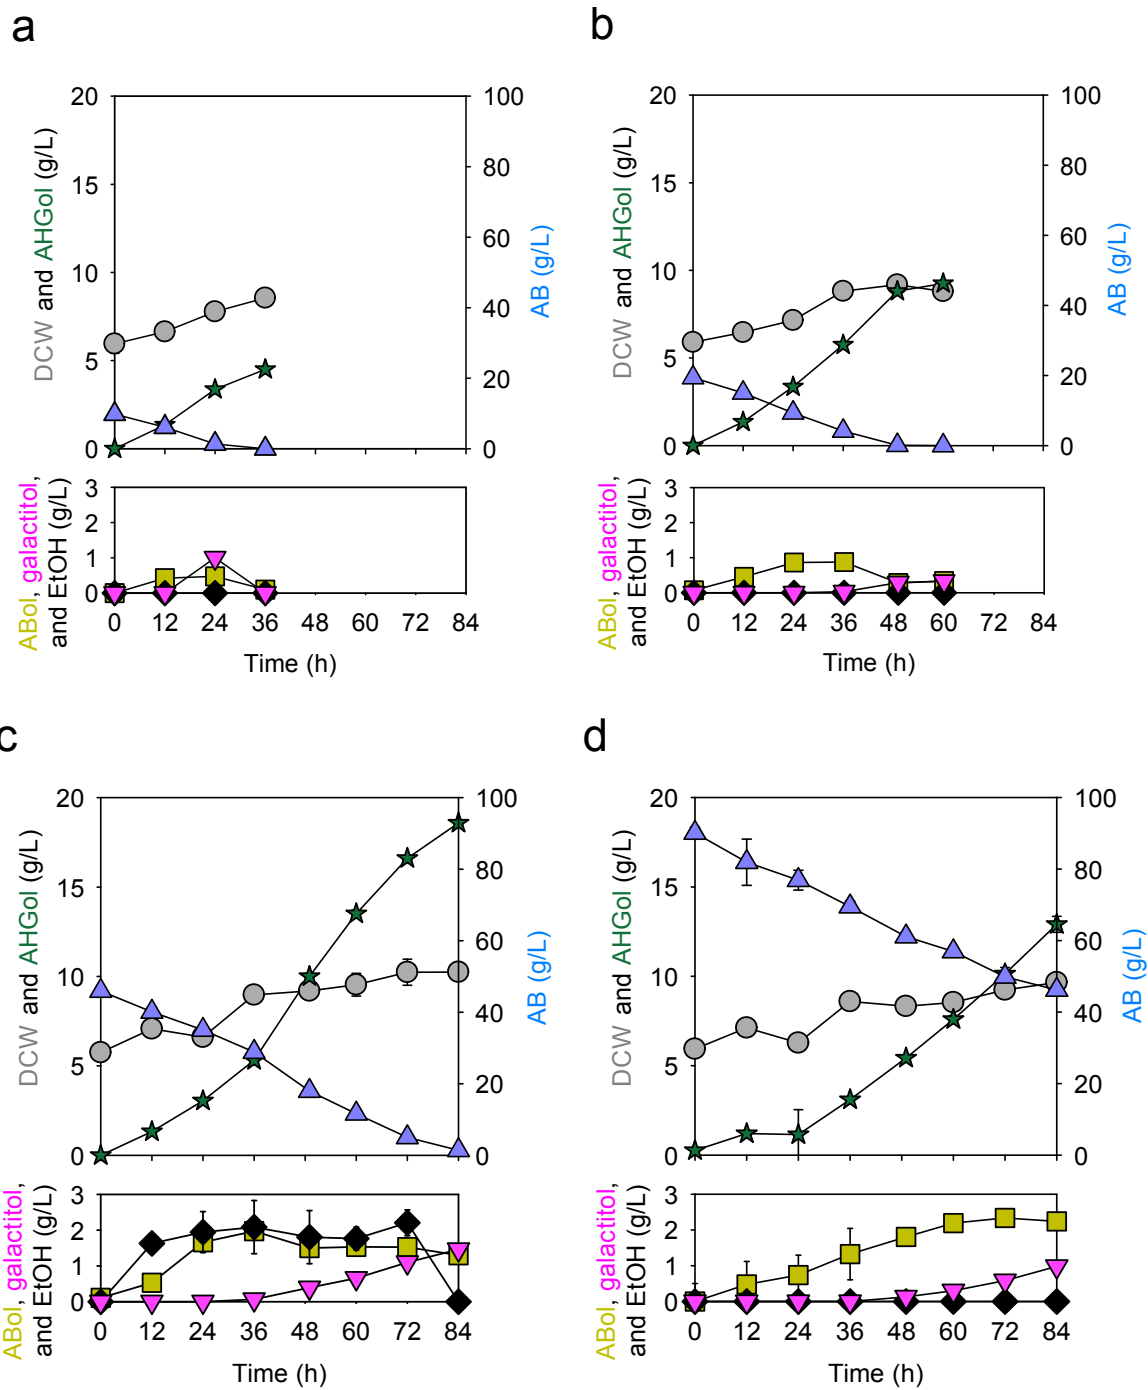 a
20
15
10
5
0
100
80
60
40
20
0
DCW and AHGol (g/L)
AB (g/L)
3
2
1
0
ABol, galactitol,
and EtOH (g/L)
0 12 24 36 48 60 72 84
Time (h)
b
20
15
10
5
0
100
80
60
40
20
0
DCW and AHGol (g/L)
AB (g/L)
3
2
1
0
ABol, galactitol,
and EtOH (g/L)
0 12 24 36 48 60 72 84
Time (h)
c
20
15
10
5
0
100
80
60
40
20
0
DCW and AHGol (g/L)
AB (g/L)
3
2
1
0
ABol, galactitol,
and EtOH (g/L)
0 12 24 36 48 60 72 84
Time (h)
d
20
15
10
5
0
100
80
60
40
20
0
DCW and AHGol (g/L)
AB (g/L)
3
2
1
0
ABol, galactitol,
and EtOH (g/L)
0 12 24 36 48 60 72 84
Time (h)